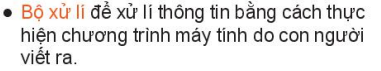 ● Bộ xử lí để xử lí thông tin bằng cách thực
hiện chương trình máy tính do con người
viết ra.